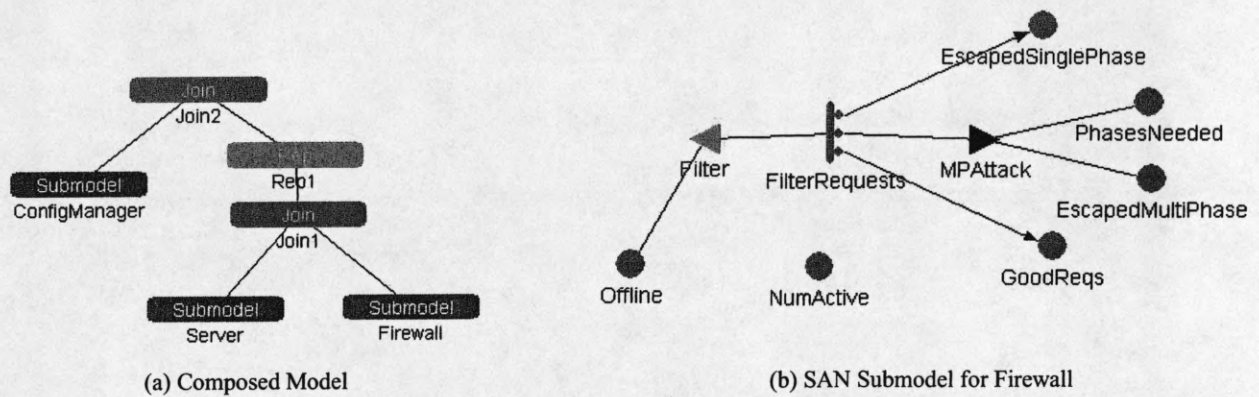 Join
Join2
Submodel
ConfigManager
Rep1
Join
Join1
Submodel
Server
Submodel
Firewall
(a) Composed Model
EscapedSinglePhase
PhasesNeeded
Filter
FilterRequests
MPAttack
EscapedMultiPhase
Offline
NumActive
GoodReqs
(b) SAN Submodel for Firewall